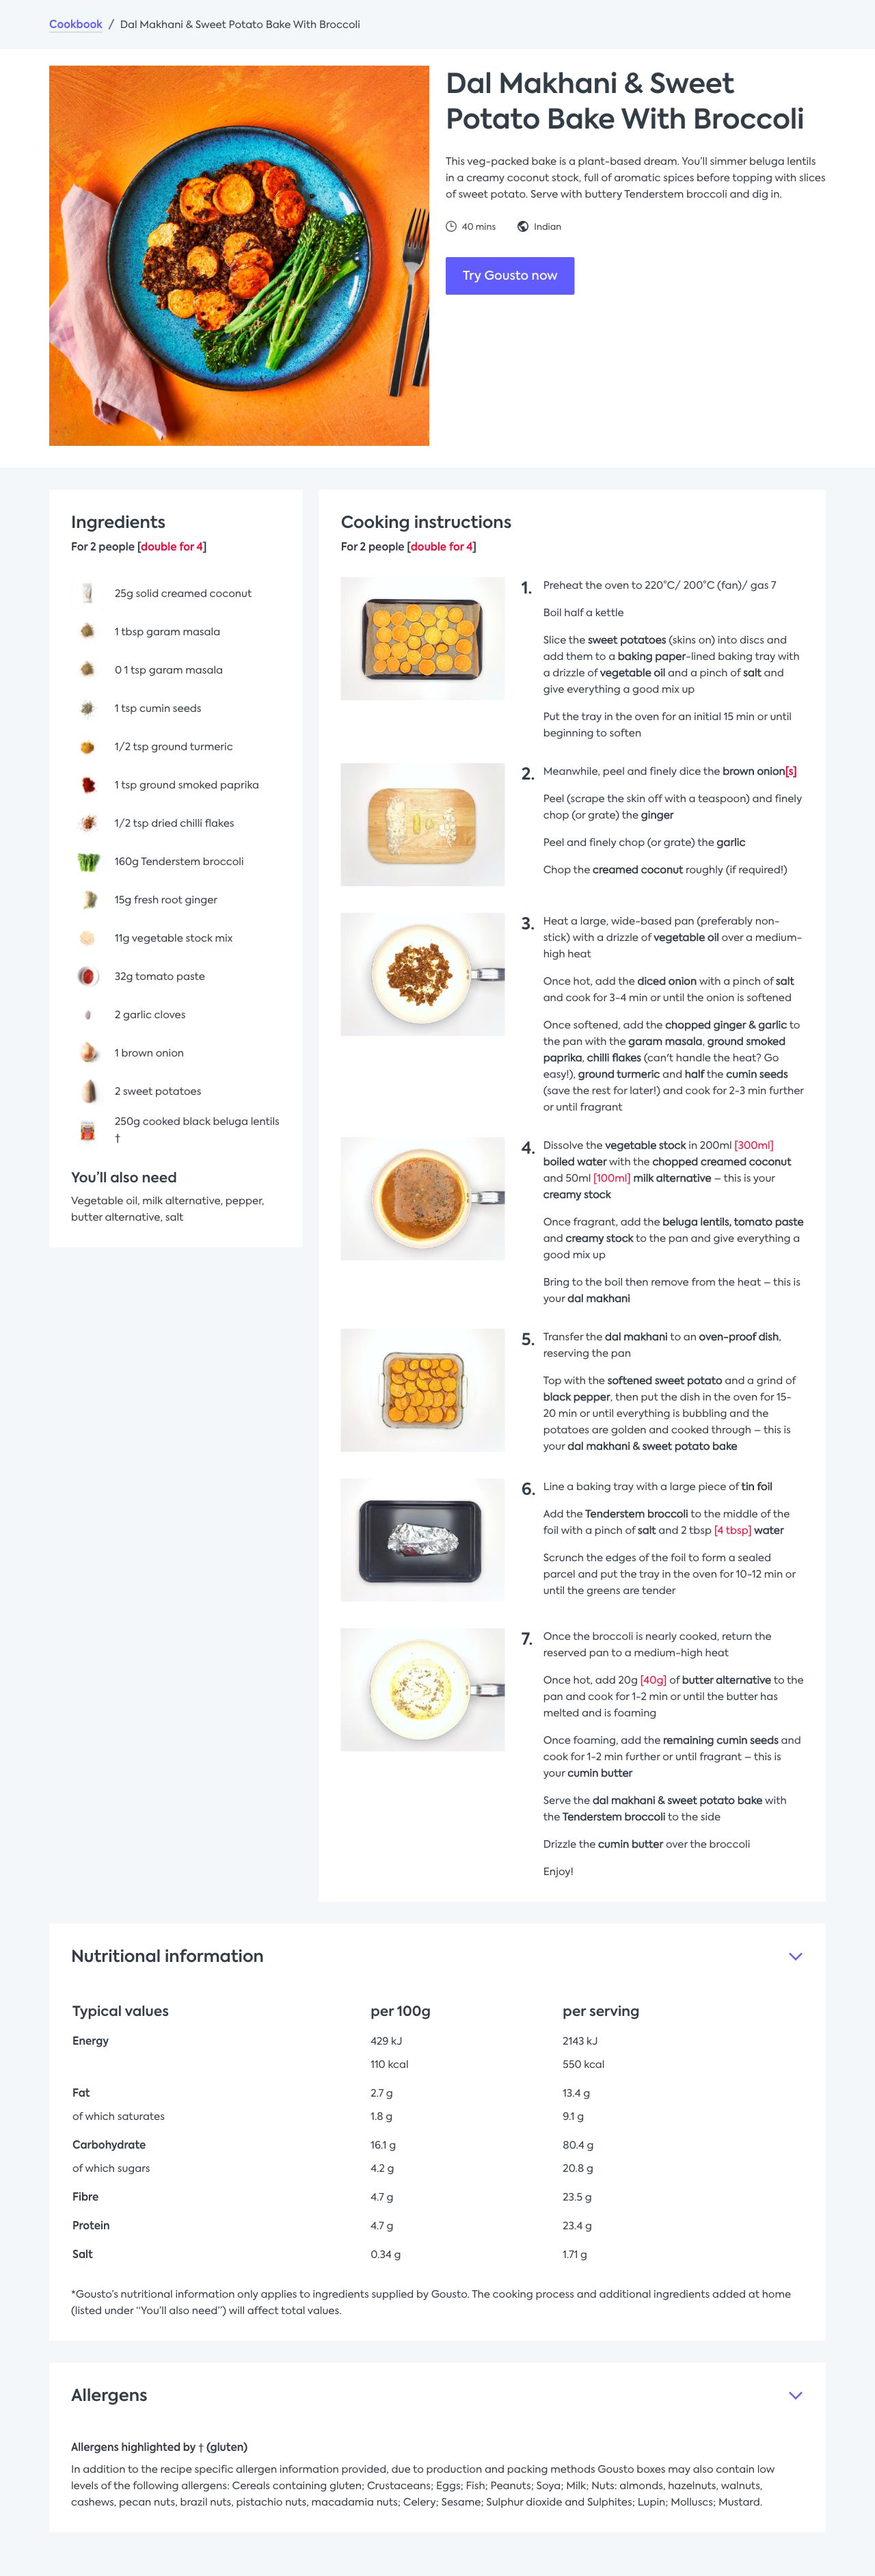 Cookbook / Dal Makhani & Sweet Potato Bake With Broccoli
Dal Makhani & Sweet
Potato Bake With Broccoli
This veg-packed bake is a plant-based dream. You'll simmer beluga lentils
in a creamy coconut stock, full of aromatic spices before topping with slices
of sweet potato. Serve with buttery Tenderstem broccoli and dig in.
40 mins Indian
Try Gousto now
Ingredients
For 2 people [double for 4]
25g solid creamed coconut
1 tbsp garam masala
0 1 tsp garam masala
1 tsp cumin seeds
1/2 tsp ground turmeric
1 tsp ground smoked paprika
1/2 tsp dried chilli flakes
160g Tenderstem broccoli
15g fresh root ginger
11g vegetable stock mix
32g tomato paste
2 garlic cloves
1 brown onion
2 sweet potatoes
250g cooked black beluga lentils
†
You'll also need
Vegetable oil, milk alternative, pepper,
butter alternative, salt
Cooking instructions
For 2 people [double for 4]
1. Preheat the oven to 220°C/ 200°C (fan)/ gas 7
Boil half a kettle
Slice the sweet potatoes (skins on) into discs and
add them to a baking paper-lined baking tray with
a drizzle of vegetable oil and a pinch of salt and
give everything a good mix up
Put the tray in the oven for an initial 15 min or until
beginning to soften
2. Meanwhile, peel and finely dice the brown onion[s]
Peel (scrape the skin off with a teaspoon) and finely
chop (or grate) the ginger
Peel and finely chop (or grate) the garlic
Chop the creamed coconut roughly (if required!)
3. Heat a large, wide-based pan (preferably non-
stick) with a drizzle of vegetable oil over a medium-
high heat
Once hot, add the diced onion with a pinch of salt
and cook for 3-4 min or until the onion is softened
Once softened, add the chopped ginger & garlic to
the pan with the garam masala, ground smoked
paprika, chilli flakes (can't handle the heat? Go
easy!), ground turmeric and half the cumin seeds
(save the rest for later!) and cook for 2-3 min further
or until fragrant
4. Dissolve the vegetable stock in 200ml [300ml]
boiled water with the chopped creamed coconut
and 50ml [100ml] milk alternative – this is your
creamy stock
Once fragrant, add the beluga lentils, tomato paste
and creamy stock to the pan and give everything a
good mix up
Bring to the boil then remove from the heat – this is
your dal makhani
5. Transfer the dal makhani to an oven-proof dish,
reserving the pan
Top with the softened sweet potato and a grind of
black pepper, then put the dish in the oven for 15-
20 min or until everything is bubbling and the
potatoes are golden and cooked through – this is
your dal makhani & sweet potato bake
6. Line a baking tray with a large piece of tin foil
Add the Tenderstem broccoli to the middle of the
foil with a pinch of salt and 2 tbsp [4 tbsp] water
Scrunch the edges of the foil to form a sealed
parcel and put the tray in the oven for 10-12 min or
until the greens are tender
7. Once the broccoli is nearly cooked, return the
reserved pan to a medium-high heat
Once hot, add 20g [40g] of butter alternative to the
pan and cook for 1-2 min or until the butter has
melted and is foaming
Once foaming, add the remaining cumin seeds and
cook for 1-2 min further or until fragrant – this is
your cumin butter
Serve the dal makhani & sweet potato bake with
the Tenderstem broccoli to the side
Drizzle the cumin butter over the broccoli
Enjoy!
Nutritional information
Typical values per 100g per serving
Energy 429 kJ 2143 kJ
110 kcal 550 kcal
Fat 2.7 g 13.4 g
of which saturates 1.8 g 9.1 g
Carbohydrate 16.1 g 80.4 g
of which sugars 4.2 g 20.8 g
Fibre 4.7 g 23.5 g
Protein 4.7 g 23.4 g
Salt 0.34 g 1.71 g
*Gousto's nutritional information only applies to ingredients supplied by Gousto. The cooking process and additional ingredients added at home
(listed under "You'll also need") will affect total values.
Allergens
Allergens highlighted by † (gluten)
In addition to the recipe specific allergen information provided, due to production and packing methods Gousto boxes may also contain low
levels of the following allergens: Cereals containing gluten; Crustaceans; Eggs; Fish; Peanuts; Soya; Milk; Nuts: almonds, hazelnuts, walnuts,
cashews, pecan nuts, brazil nuts, pistachio nuts, macadamia nuts; Celery; Sesame; Sulphur dioxide and Sulphites; Lupin; Molluscs; Mustard.